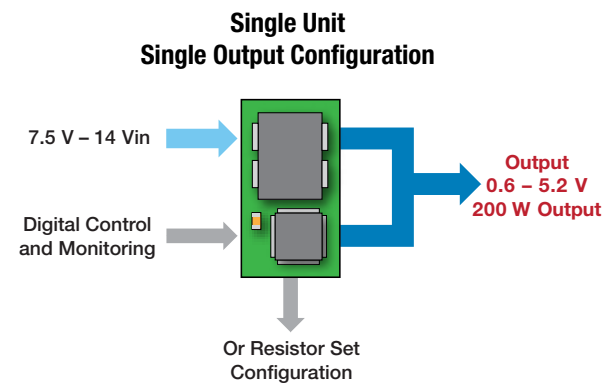 Single Unit
Single Output Configuration
7.5 V – 14 Vin
Output
0.6 – 5.2 V
200 W Output
Digital Control
and Monitoring
Or Resistor Set
Configuration